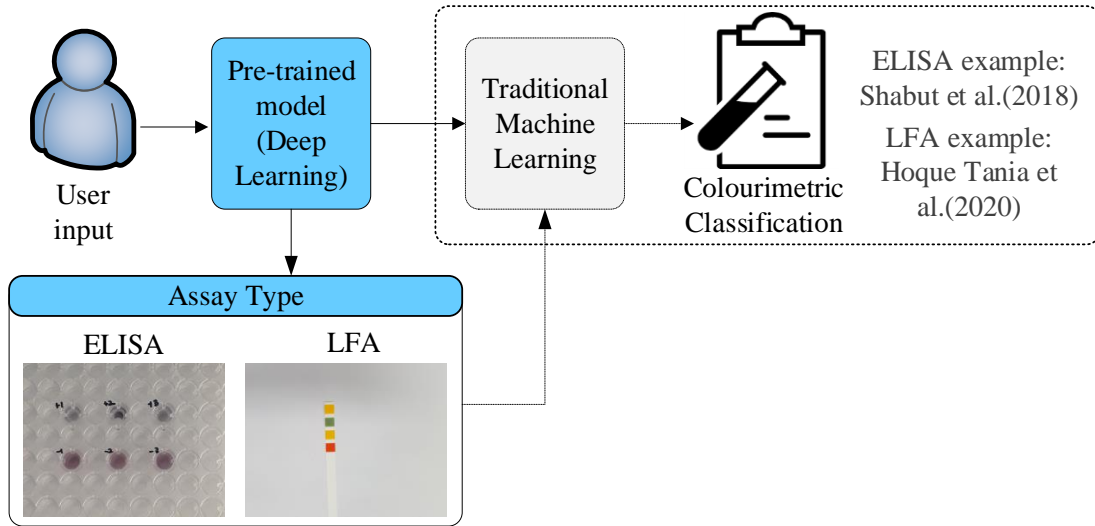 User
input
Pre-trained
model
(Deep
Learning)
Traditional
Machine
Learning
Colourimetric
Classification
ELISA example:
Shabut et al.(2018)
LFA example:
Hoque Tania et
al.(2020)
Assay Type
ELISA
LFA